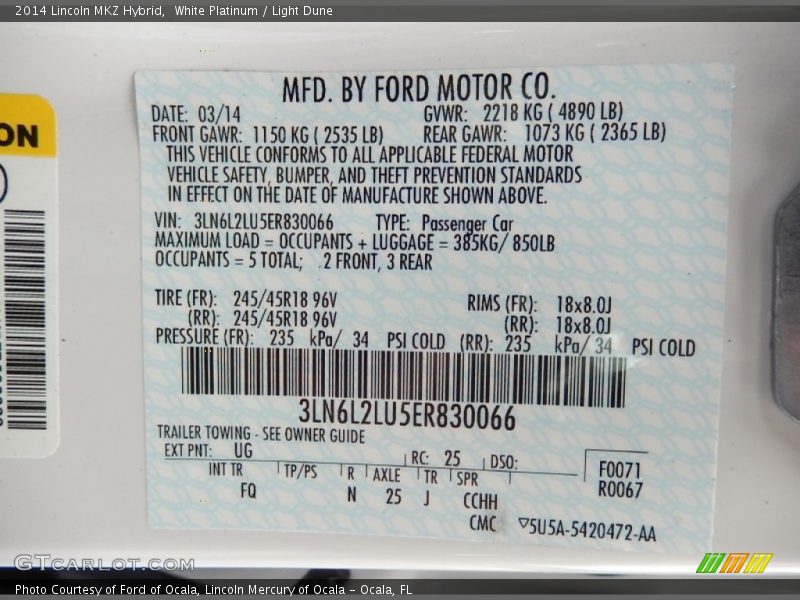 2014 Lincoln MKZ Hybrid, White Platinum / Light Dune
ON
MFD. BY FORD MOTOR CO.
DATE: 03/14 GVWR: 2218 KG ( 4890 LB)
FRONT GAWR: 1150 KG ( 2535 LB) REAR GAWR: 1073 KG ( 2365 LB)
THIS VEHICLE CONFORMS TO ALL APPLICABLE FEDERAL MOTOR
VEHICLE SAFETY, BUMPER, AND THEFT PREVENTION STANDARDS
IN EFFECT ON THE DATE OF MANUFACTURE SHOWN ABOVE.
VIN: 3LN6L2LU5ER830066 TYPE: Passenger Car
MAXIMUM LOAD = OCCUPANTS + LUGGAGE = 385KG/ 850LB
OCCUPANTS = 5 TOTAL; 2 FRONT, 3 REAR
TIRE (FR): 245/45R18 96V RIMS (FR): 18x8.0J
(RR): 245/45R18 96V (RR): 18x8.0J
PRESSURE (FR): 235 kPa/ 34 PSI COLD (RR): 235 kPa/ 34 PSI COLD
3LN6L2LU5ER830066
TRAILER TOWING - SEE OWNER GUIDE
EXT PNT: UG RC: 25 DSO: F0071
INT TR TP/PS R AXLE TR SPR R0067
FQ N 25 J CCHH
CMC ▽5U5A-5420472-AA
GTCarLot.com
Photo Courtesy of Ford of Ocala, Lincoln Mercury of Ocala - Ocala, FL